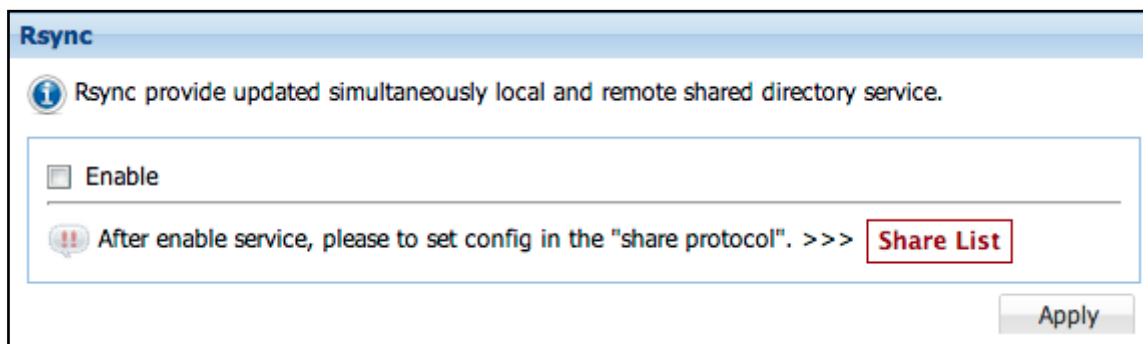 Rsync
Rsync provide updated simultaneously local and remote shared directory service.
Enable
!! After enable service, please to set config in the "share protocol". >>> Share List
Apply